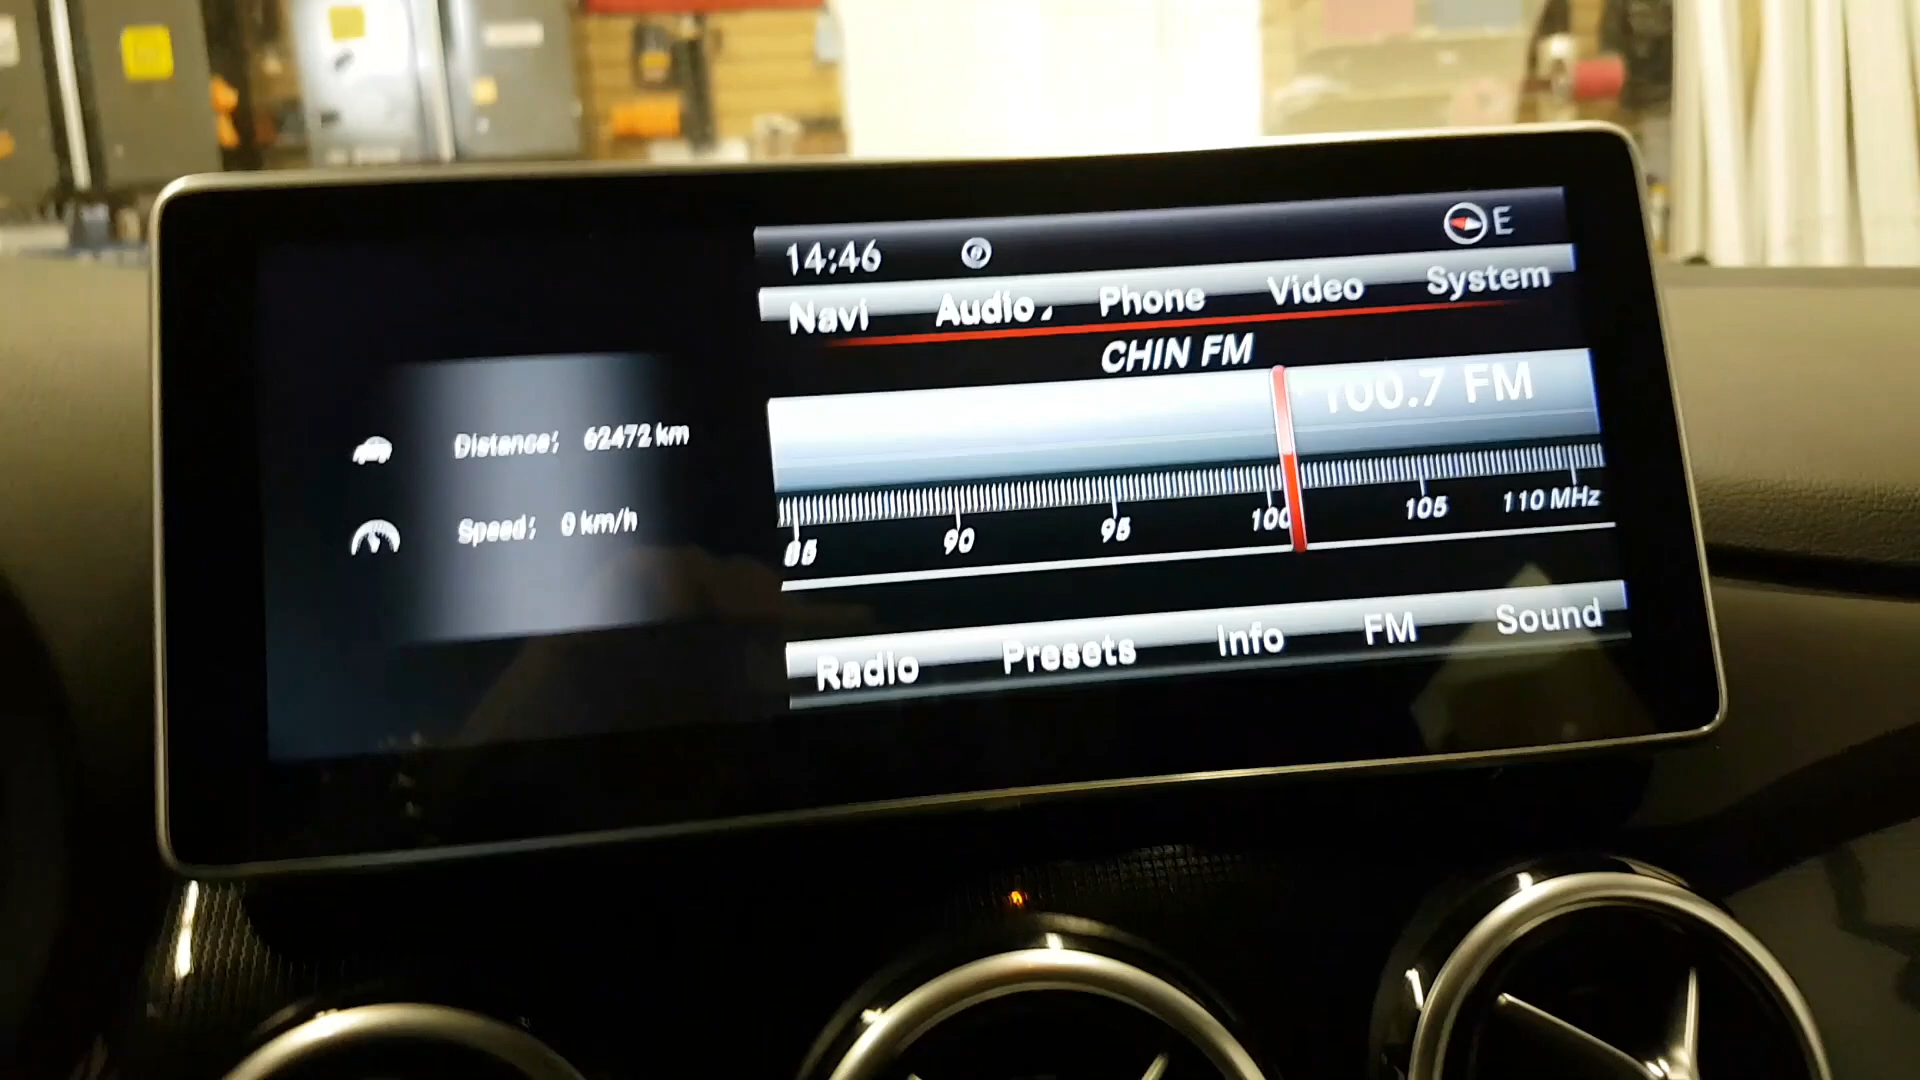 14:46 E
Navi Audio Phone Video System
CHIN FM
100.7 FM
85 90 95 100 105 110 MHz
Distance: 62472 km
Speed: 0 km/h
Radio Presets Info FM Sound